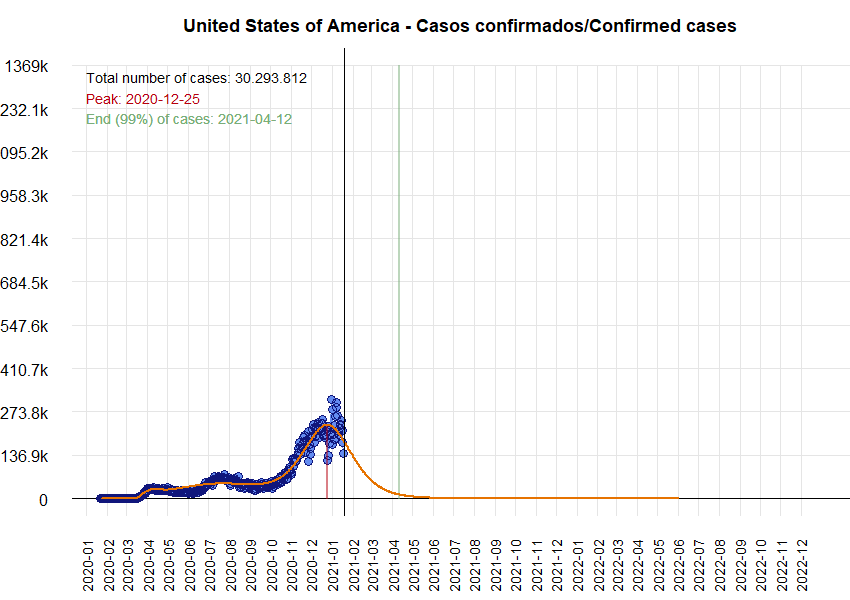 United States of America - Casos confirmados/Confirmed cases
1369k
232.1k
095.2k
958.3k
821.4k
684.5k
547.6k
410.7k
273.8k
136.9k
0
Total number of cases: 30.293.812
Peak: 2020-12-25
End (99%) of cases: 2021-04-12
2020-01
2020-02
2020-03
2020-04
2020-05
2020-06
2020-07
2020-08
2020-09
2020-10
2020-11
2020-12
2021-01
2021-02
2021-03
2021-04
2021-05
2021-06
2021-07
2021-08
2021-09
2021-10
2021-11
2021-12
2022-01
2022-02
2022-03
2022-04
2022-05
2022-06
2022-07
2022-08
2022-09
2022-10
2022-11
2022-12